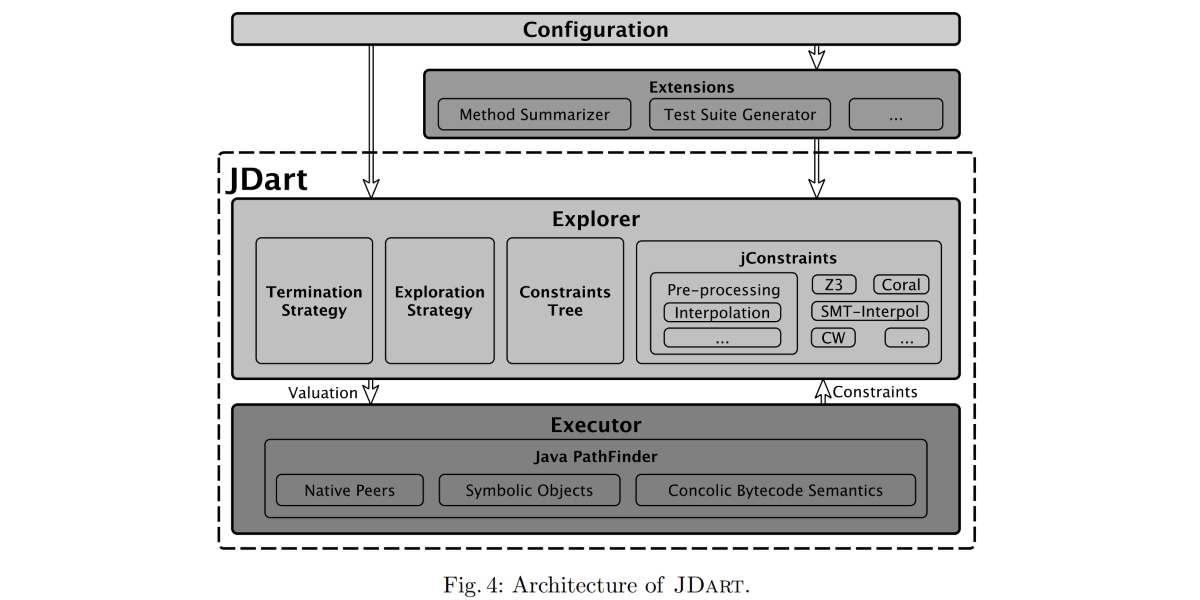 Configuration
Extensions
Method Summarizer
Test Suite Generator
...
JDart
Explorer
Termination
Strategy
Exploration
Strategy
Constraints
Tree
jConstraints
Pre-processing
Interpolation
...
Z3
Coral
SMT-Interpol
CW
...
Valuation
Constraints
Executor
Java PathFinder
Native Peers
Symbolic Objects
Concolic Bytecode Semantics
Fig. 4: Architecture of JDART.